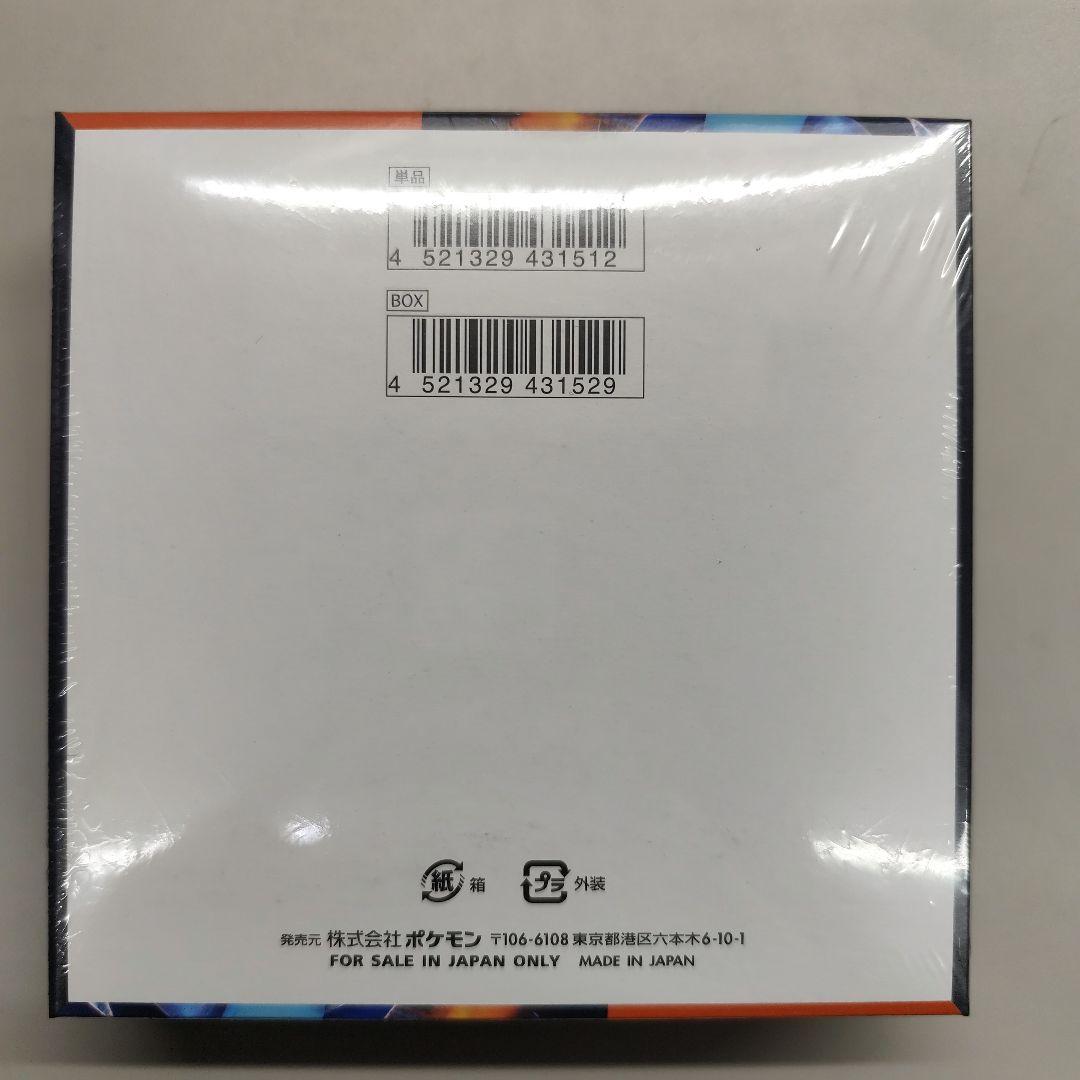 単品
4 521329 431512
BOX
4 521329 431529
紙 箱 プラ 外装
発売元 株式会社ポケモン 〒106-6108 東京都港区六本木6-10-1
FOR SALE IN JAPAN ONLY MADE IN JAPAN